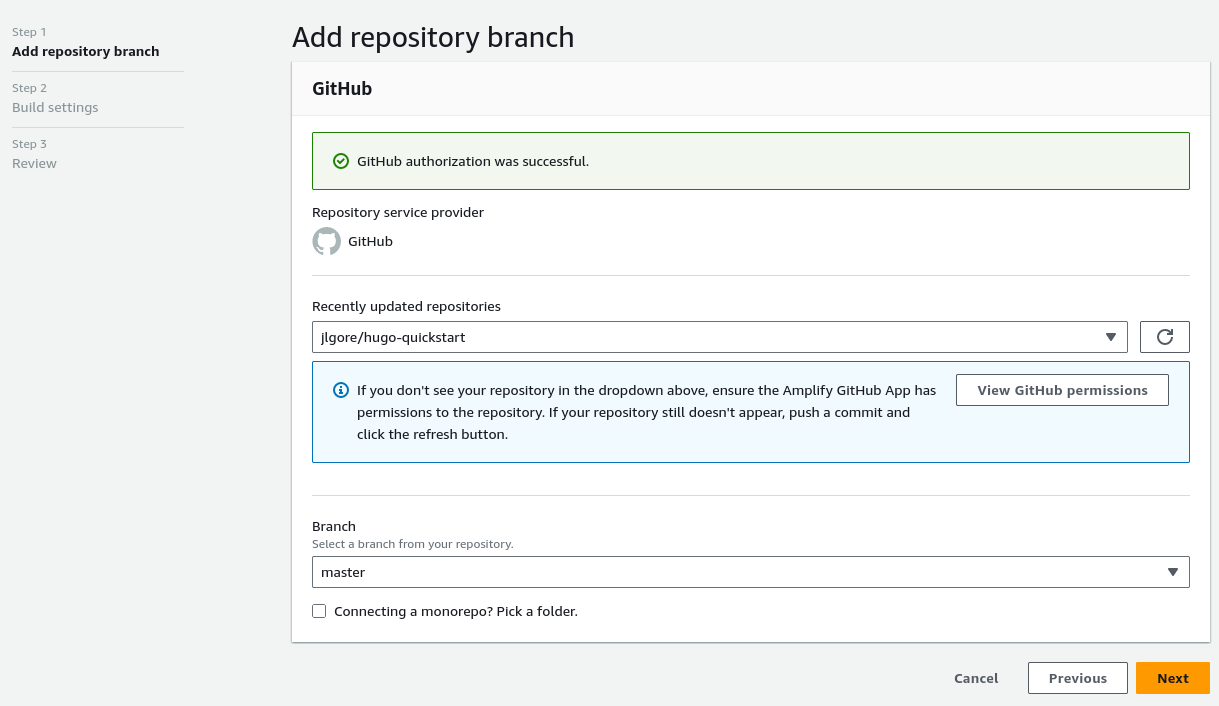 Step 1
Add repository branch
Step 2
Build settings
Step 3
Review
Add repository branch
GitHub
GitHub authorization was successful.
Repository service provider
GitHub
Recently updated repositories
jlgore/hugo-quickstart
If you don't see your repository in the dropdown above, ensure the Amplify GitHub App has
permissions to the repository. If your repository still doesn't appear, push a commit and
click the refresh button.
View GitHub permissions
Branch
Select a branch from your repository.
master
Connecting a monorepo? Pick a folder.
Cancel
Previous
Next